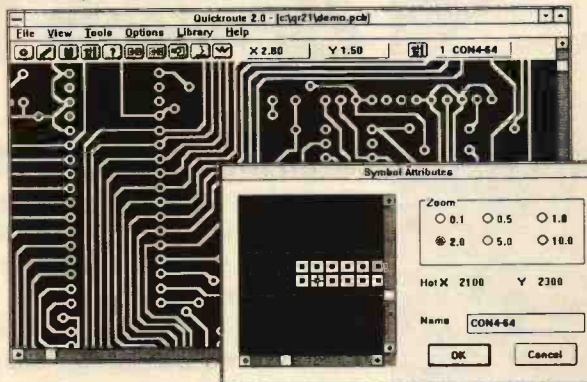 Quickroute 2.0 - [c:\qr21\demo.pcb]
File View Tools Options Library Help
? X 2.80 Y 1.50 1 CON4-64
Symbol Attributes
Zoom
0.1 0.5 1.0
2.0 5.0 10.0
Hot X 2100 Y 2300
Name CON4-64
OK Cancel